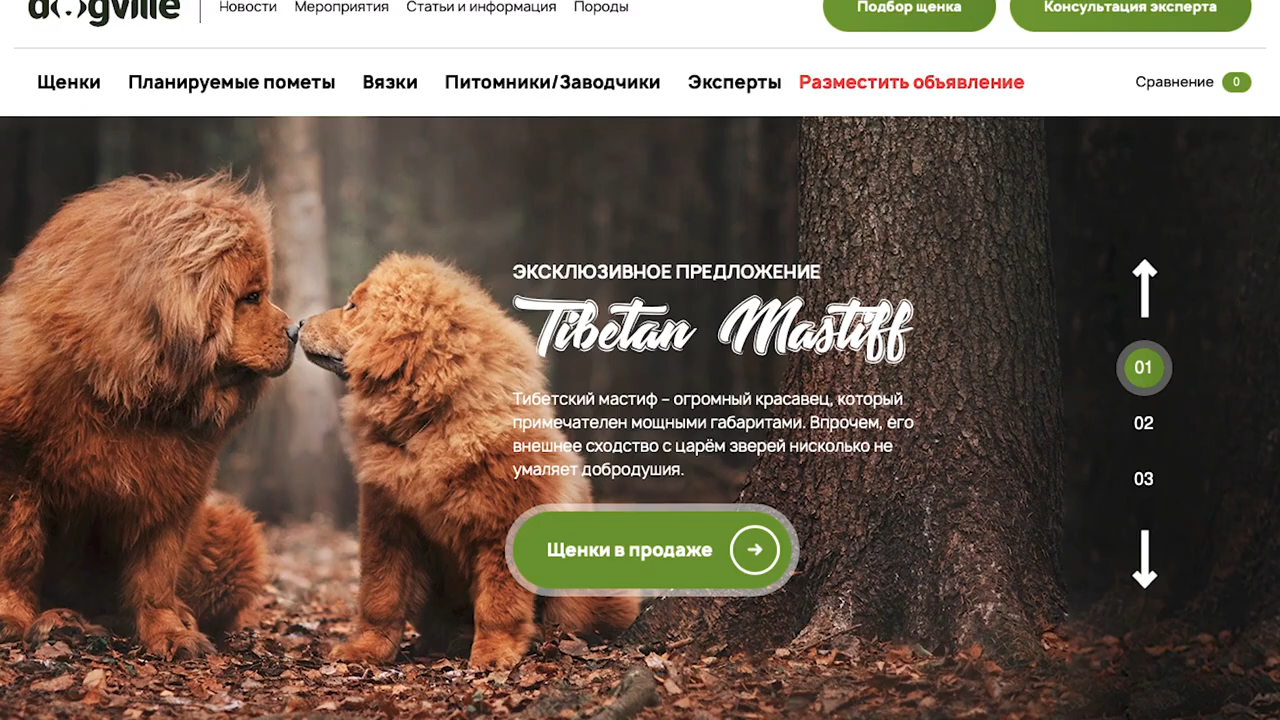 dogville
Новости Мероприятия Статьи и информация Породы
Подбор щенка Консультация эксперта
Щенки Планируемые пометы Вязки Питомники/Заводчики Эксперты Разместить объявление Сравнение 0
ЭКСКЛЮЗИВНОЕ ПРЕДЛОЖЕНИЕ
Tibetan Mastiff
Тибетский мастиф – огромный красавец, который
примечателен мощными габаритами. Впрочем, его
внешнее сходство с царём зверей нисколько не
умаляет добродушия.
Щенки в продаже
01
02
03